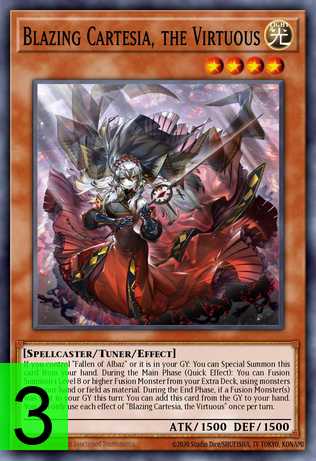 Blazing Cartesia, the Virtuous
LIGHT
光
[Spellcaster/Tuner/Effect]
If you control "Fallen of Albaz" or it is in your GY: You can Special Summon this
card from your hand. During the Main Phase (Quick Effect): You can Fusion
Level 8 or higher Fusion Monster from your Extra Deck, using monsters
hand or field as material. During the End Phase, if a Fusion Monster(s)
to your GY this turn: You can add this card from the GY to your hand.
use each effect of "Blazing Cartesia, the Virtuous" once per turn.
ATK/1500 DEF/1500
3
©2020 Studio Dice/SHUEISHA, TV TOKYO, KONAMI